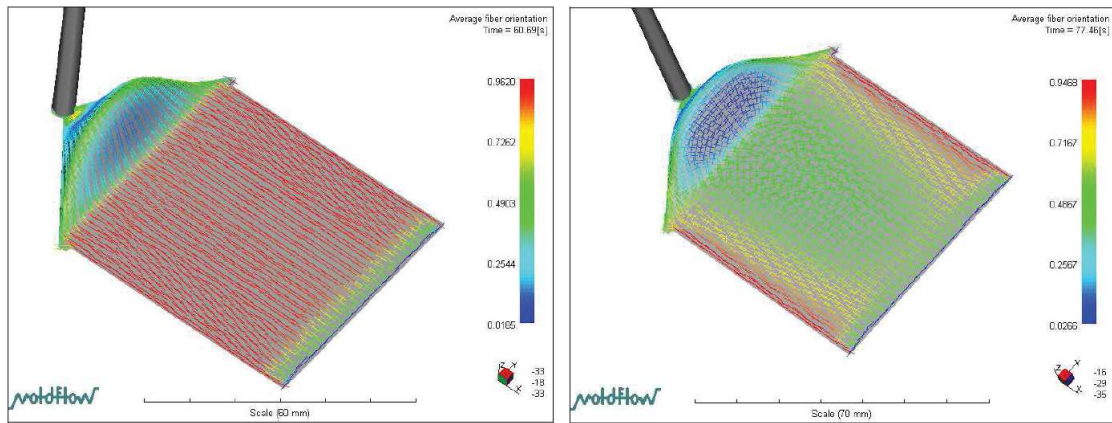 Average fiber orientation
Time = 60.69[s]
0.9620
0.7262
0.4903
0.2544
0.0185
Z Y
X
-33
-18
-33
moldflow
Scale (60 mm)
Average fiber orientation
Time = 77.46[s]
0.9468
0.7167
0.4867
0.2567
0.0266
Z Y
X
-16
-29
-35
moldflow
Scale (70 mm)